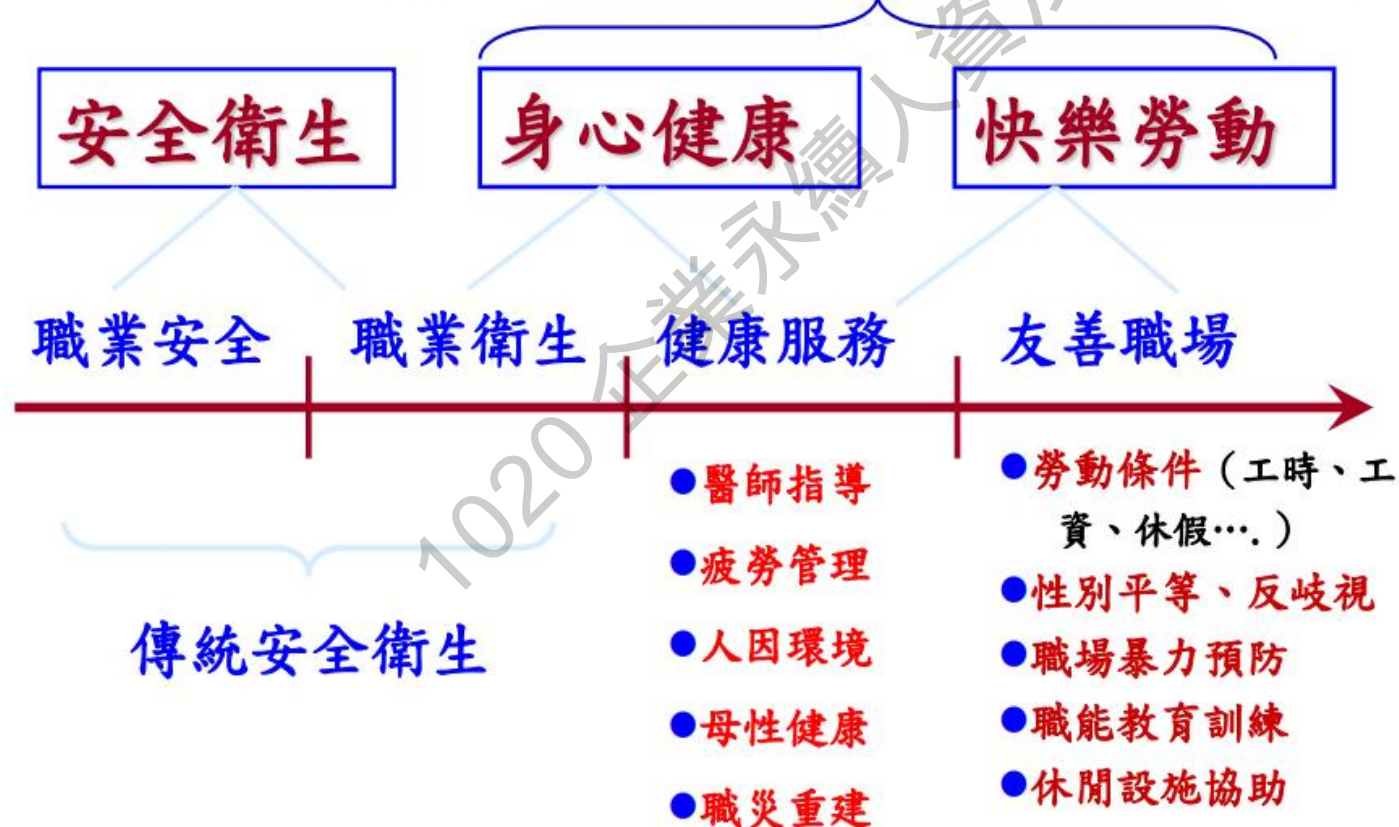 安全衛生
身心健康
快樂勞動
職業安全
職業衛生
健康服務
友善職場
傳統安全衛生
●醫師指導
●疲勞管理
●人因環境
●母性健康
●職災重建
●勞動條件（工時、工
資、休假….）
●性別平等、反歧視
●職場暴力預防
●職能教育訓練
●休閒設施協助
1020企業永續人資